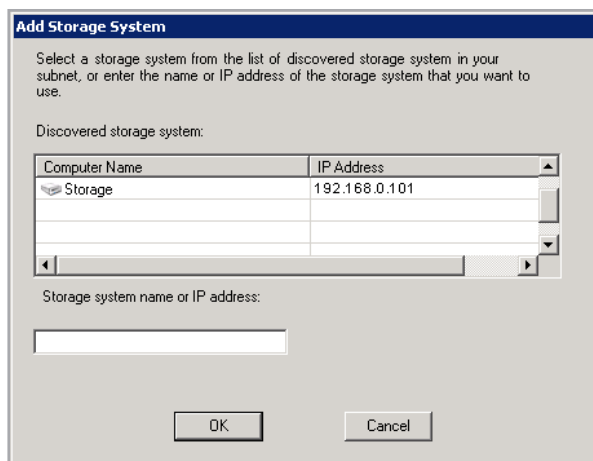 Add Storage System
Select a storage system from the list of discovered storage system in your
subnet, or enter the name or IP address of the storage system that you want to
use.
Discovered storage system:
Computer Name IP Address
Storage 192.168.0.101
Storage system name or IP address:
OK Cancel